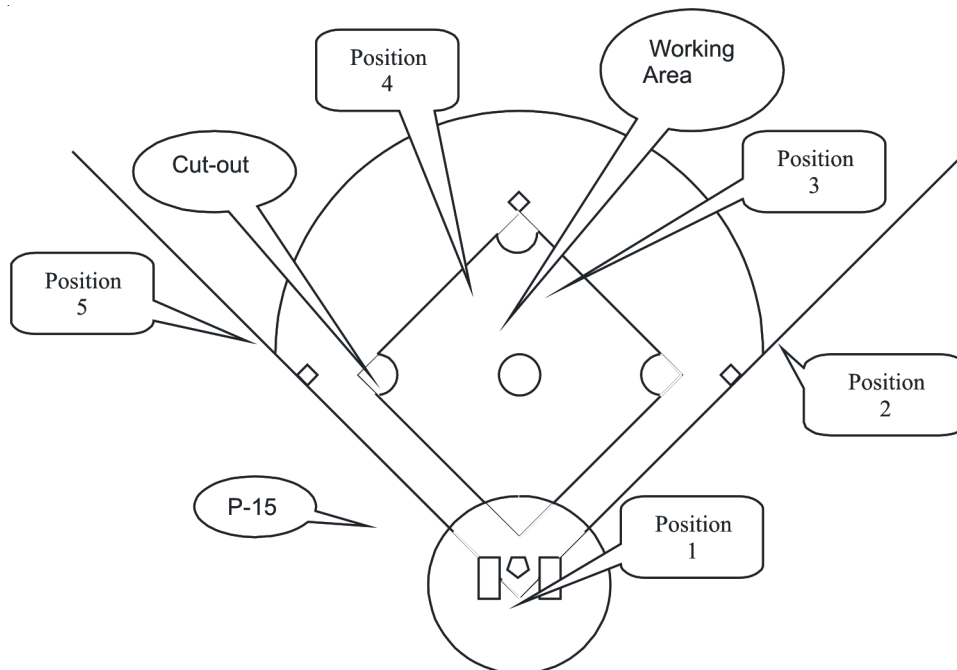 Position
4
Working
Area
Position
3
Cut-out
Position
5
Position
2
P-15
Position
1